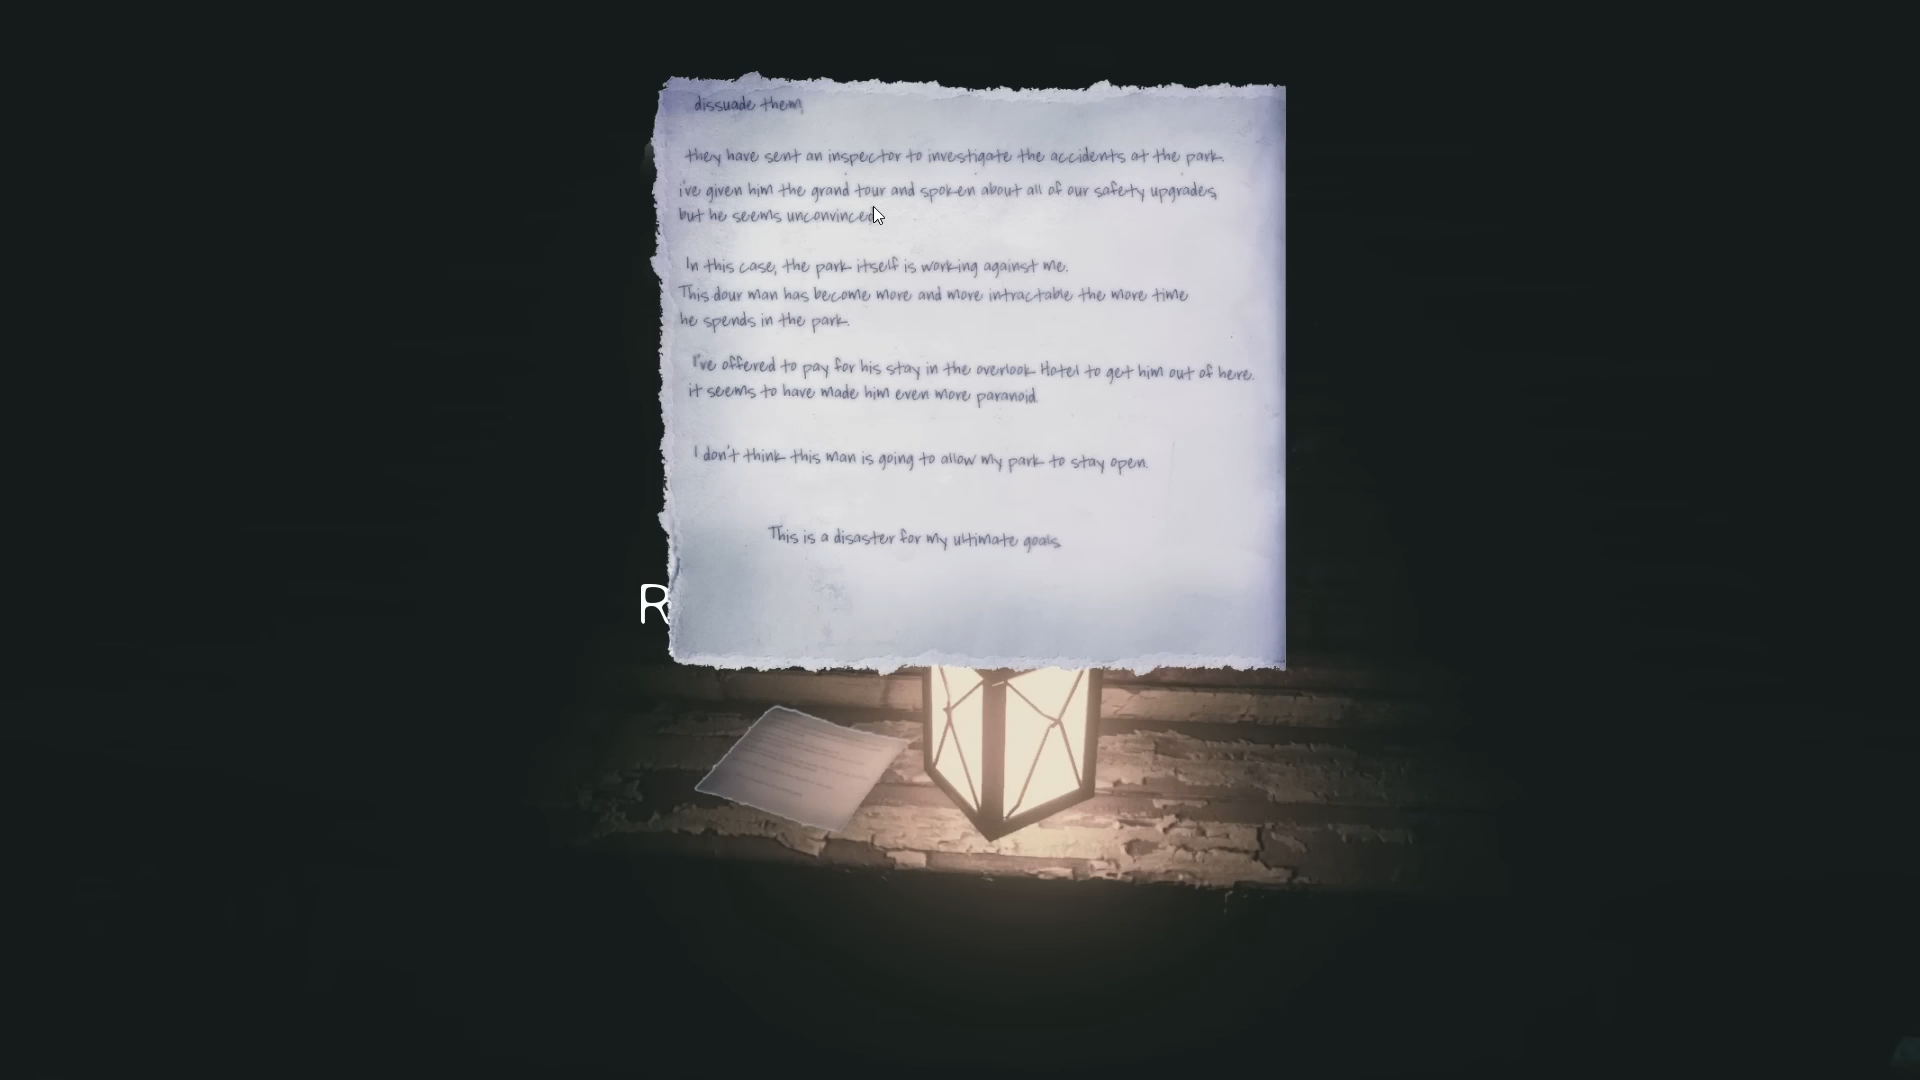 dissuade them
they have sent an inspector to investigate the accidents at the park.
i've given him the grand tour and spoken about all of our safety upgrades,
but he seems unconvinced
In this case, the park itself is working against me.
This dour man has become more and more intractable the more time
he spends in the park.
I've offered to pay for his stay in the overlook Hotel to get him out of here.
it seems to have made him even more paranoid.
I don't think this man is going to allow my park to stay open.
This is a disaster for my ultimate goals
R